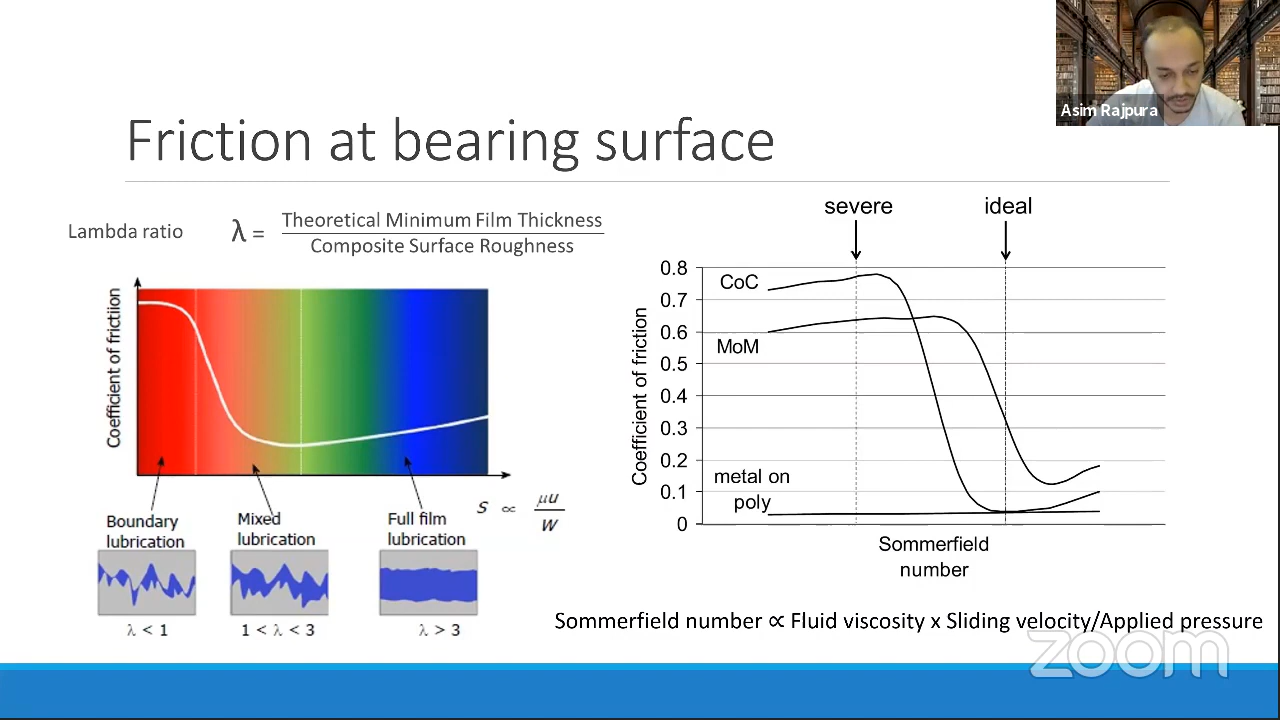 Asim Rajpura
Friction at bearing surface
Lambda ratio
λ =
Theoretical Minimum Film Thickness
Composite Surface Roughness
Coefficient of frictiion
Boundary
lubrication
Mixed
lubrication
Full film
lubrication
S ∝ μu
W
λ < 1
1 < λ < 3
λ > 3
severe
ideal
Coefficient of friction
0.8
0.7
0.6
0.5
0.4
0.3
0.2
0.1
0
CoC
MoM
metal on
poly
Sommerfield
number
Sommerfield number ∝ Fluid viscosity x Sliding velocity/Applied pressure
zoom